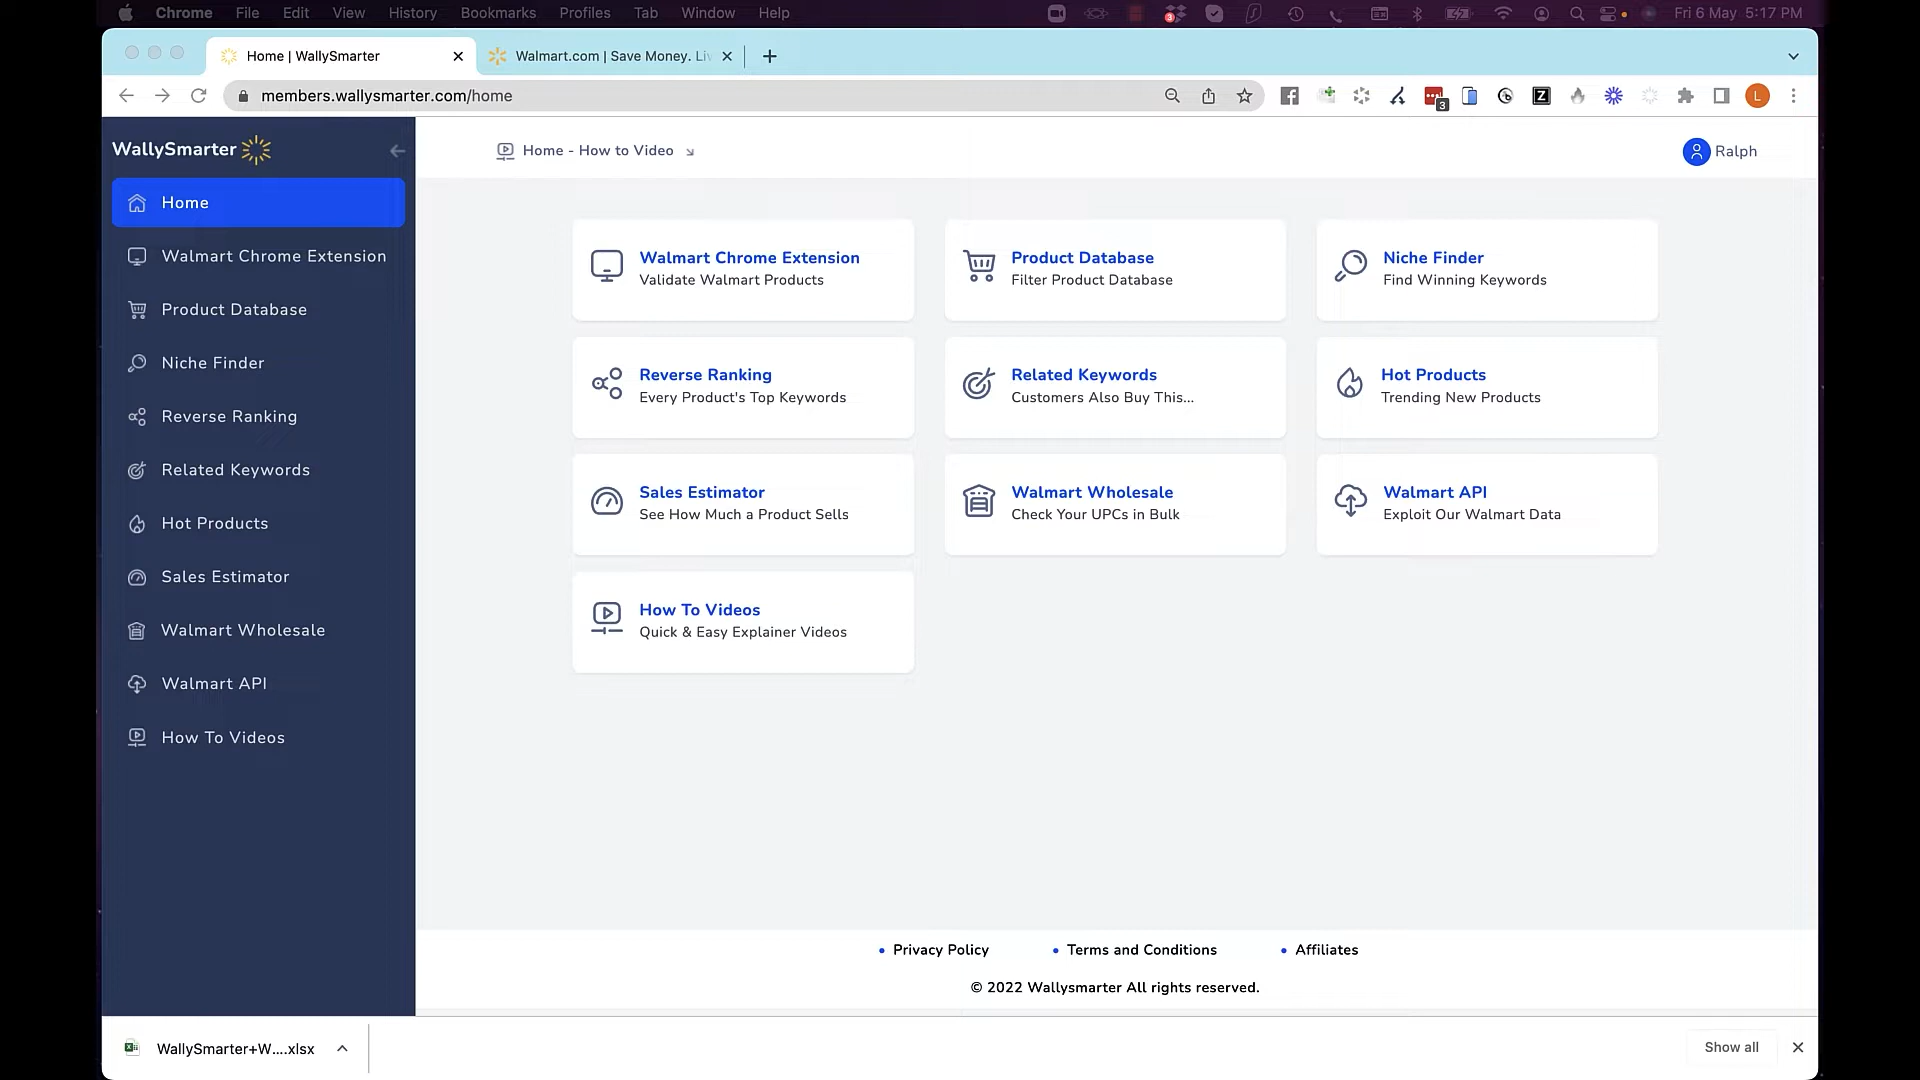 Chrome File Edit View History Bookmarks Profiles Tab Window Help 3 Fri 6 May 5:17 PM
Home | WallySmarter Walmart.com | Save Money. Li
members.wallysmarter.com/home 3 Z L
WallySmarter
Home - How to Video
Ralph
Home
Walmart Chrome Extension
Product Database
Niche Finder
Reverse Ranking
Related Keywords
Hot Products
Sales Estimator
Walmart Wholesale
Walmart API
How To Videos
Walmart Chrome Extension
Validate Walmart Products
Product Database
Filter Product Database
Niche Finder
Find Winning Keywords
Reverse Ranking
Every Product's Top Keywords
Related Keywords
Customers Also Buy This...
Hot Products
Trending New Products
Sales Estimator
See How Much a Product Sells
Walmart Wholesale
Check Your UPCs in Bulk
Walmart API
Exploit Our Walmart Data
How To Videos
Quick & Easy Explainer Videos
• Privacy Policy • Terms and Conditions • Affiliates
© 2022 Wallysmarter All rights reserved.
WallySmarter+W....xlsx
Show all